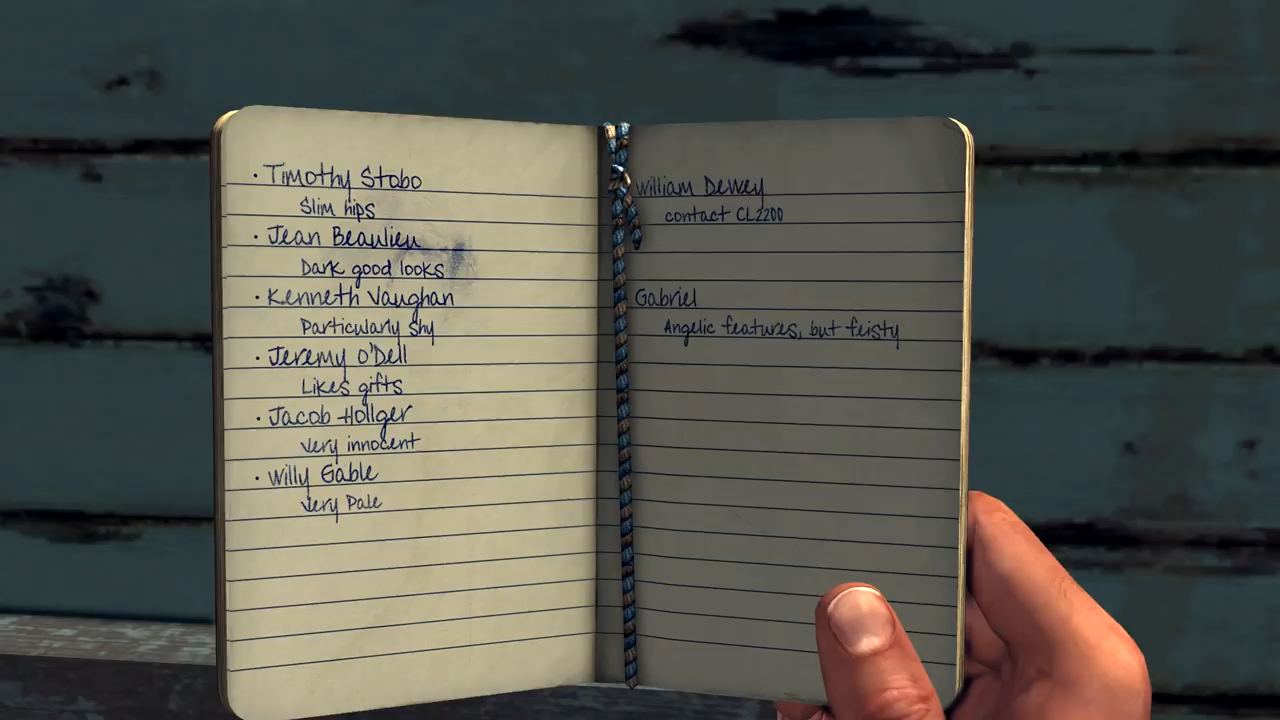 · Timothy Stobo
Slim hips
· Jean Beaulieu
Dark good looks
· Kenneth Vaughan
Particularly shy
· Jeremy O'Dell
Likes gifts
· Jacob Hollger
Very innocent
· Willy Gable
Very Pale
William Dewey
contact CL2200
Gabriel
Angelic features, but feisty